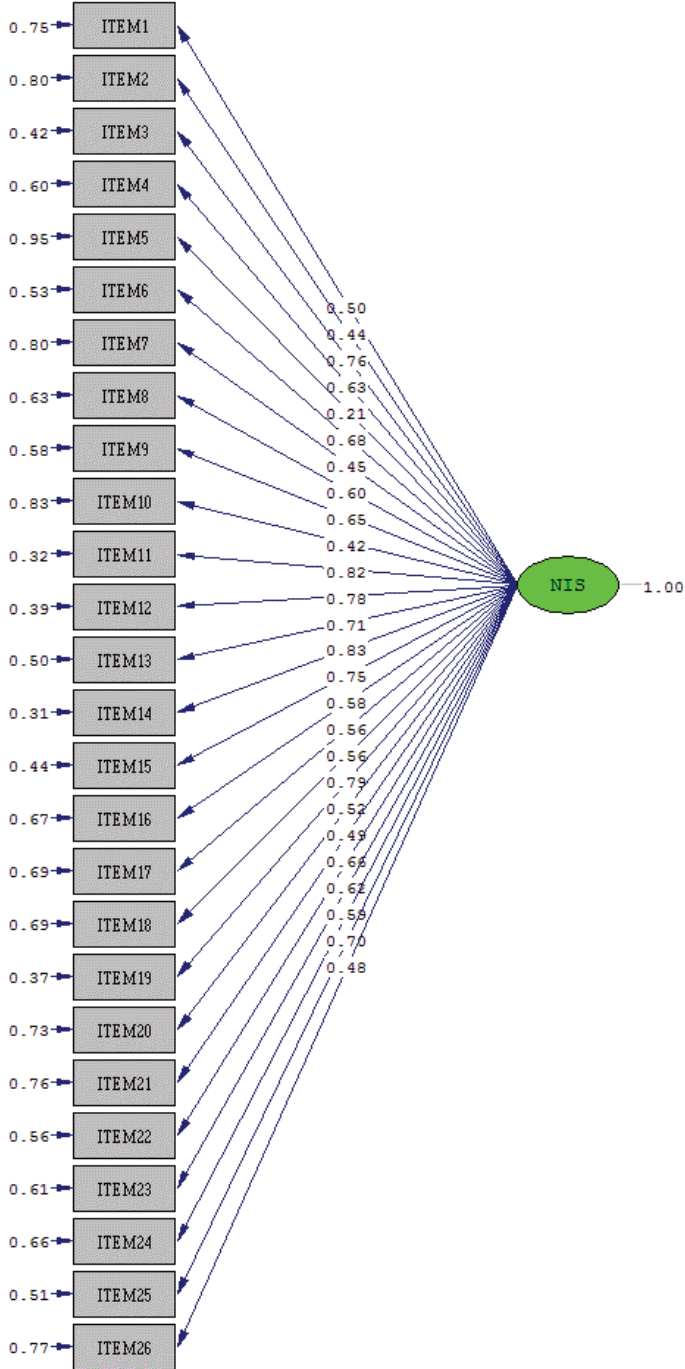 0.75 ITEM1
0.80 ITEM2
0.42 ITEM3
0.60 ITEM4
0.95 ITEM5
0.53 ITEM6
0.80 ITEM7
0.63 ITEM8
0.58 ITEM9
0.83 ITEM10
0.32 ITEM11
0.39 ITEM12
0.50 ITEM13
0.31 ITEM14
0.44 ITEM15
0.67 ITEM16
0.69 ITEM17
0.69 ITEM18
0.37 ITEM19
0.73 ITEM20
0.76 ITEM21
0.56 ITEM22
0.61 ITEM23
0.66 ITEM24
0.51 ITEM25
0.77 ITEM26
0.50
0.44
0.76
0.63
0.21
0.68
0.45
0.60
0.65
0.42
0.82
0.78
0.71
0.83
0.75
0.58
0.56
0.56
0.79
0.52
0.49
0.66
0.62
0.59
0.70
0.48
NIS 1.00